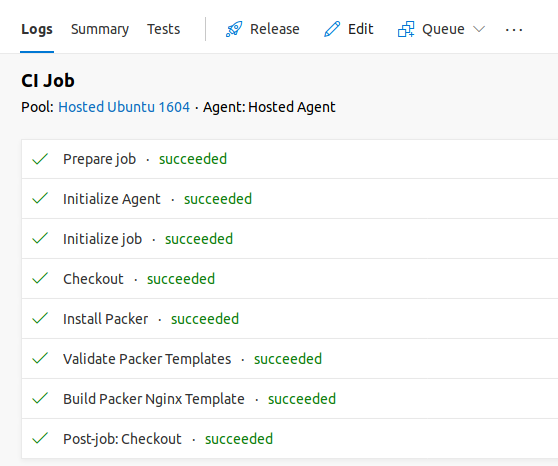 Logs Summary Tests Release Edit Queue ···
CI Job
Pool: Hosted Ubuntu 1604 · Agent: Hosted Agent
Prepare job · succeeded
Initialize Agent · succeeded
Initialize job · succeeded
Checkout · succeeded
Install Packer · succeeded
Validate Packer Templates · succeeded
Build Packer Nginx Template · succeeded
Post-job: Checkout · succeeded